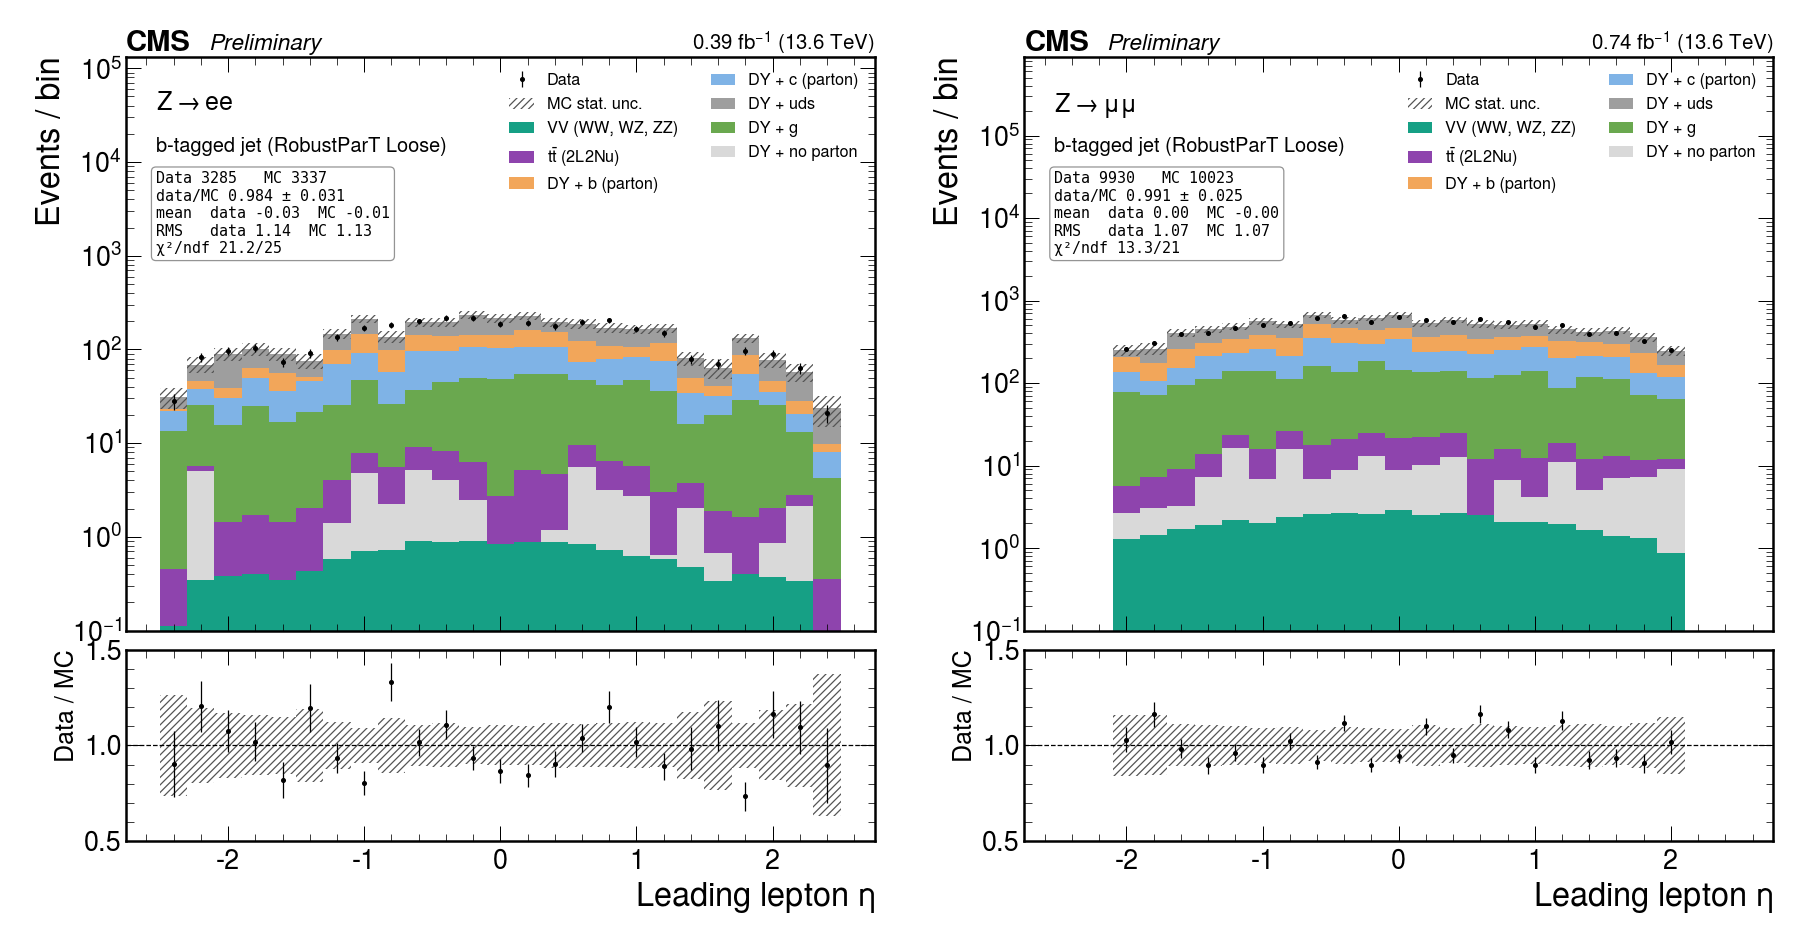 CMS Preliminary 0.39 fb⁻¹ (13.6 TeV)
Events / bin
10⁵
10⁴
10³
10²
10¹
10⁰
10⁻¹
Z → ee
b-tagged jet (RobustParT Loose)
Data 3285 MC 3337
data/MC 0.984 ± 0.031
mean data -0.03 MC -0.01
RMS data 1.14 MC 1.13
χ²/ndf 21.2/25
Data
MC stat. unc.
VV (WW, WZ, ZZ)
tt̄ (2L2Nu)
DY + b (parton)
DY + c (parton)
DY + uds
DY + g
DY + no parton
Data / MC
1.5
1.0
0.5
-2 -1 0 1 2
Leading lepton η
CMS Preliminary 0.74 fb⁻¹ (13.6 TeV)
Events / bin
10⁵
10⁴
10³
10²
10¹
10⁰
10⁻¹
Z → μμ
b-tagged jet (RobustParT Loose)
Data 9930 MC 10023
data/MC 0.991 ± 0.025
mean data 0.00 MC -0.00
RMS data 1.07 MC 1.07
χ²/ndf 13.3/21
Data
MC stat. unc.
VV (WW, WZ, ZZ)
tt̄ (2L2Nu)
DY + b (parton)
DY + c (parton)
DY + uds
DY + g
DY + no parton
Data / MC
1.5
1.0
0.5
-2 -1 0 1 2
Leading lepton η